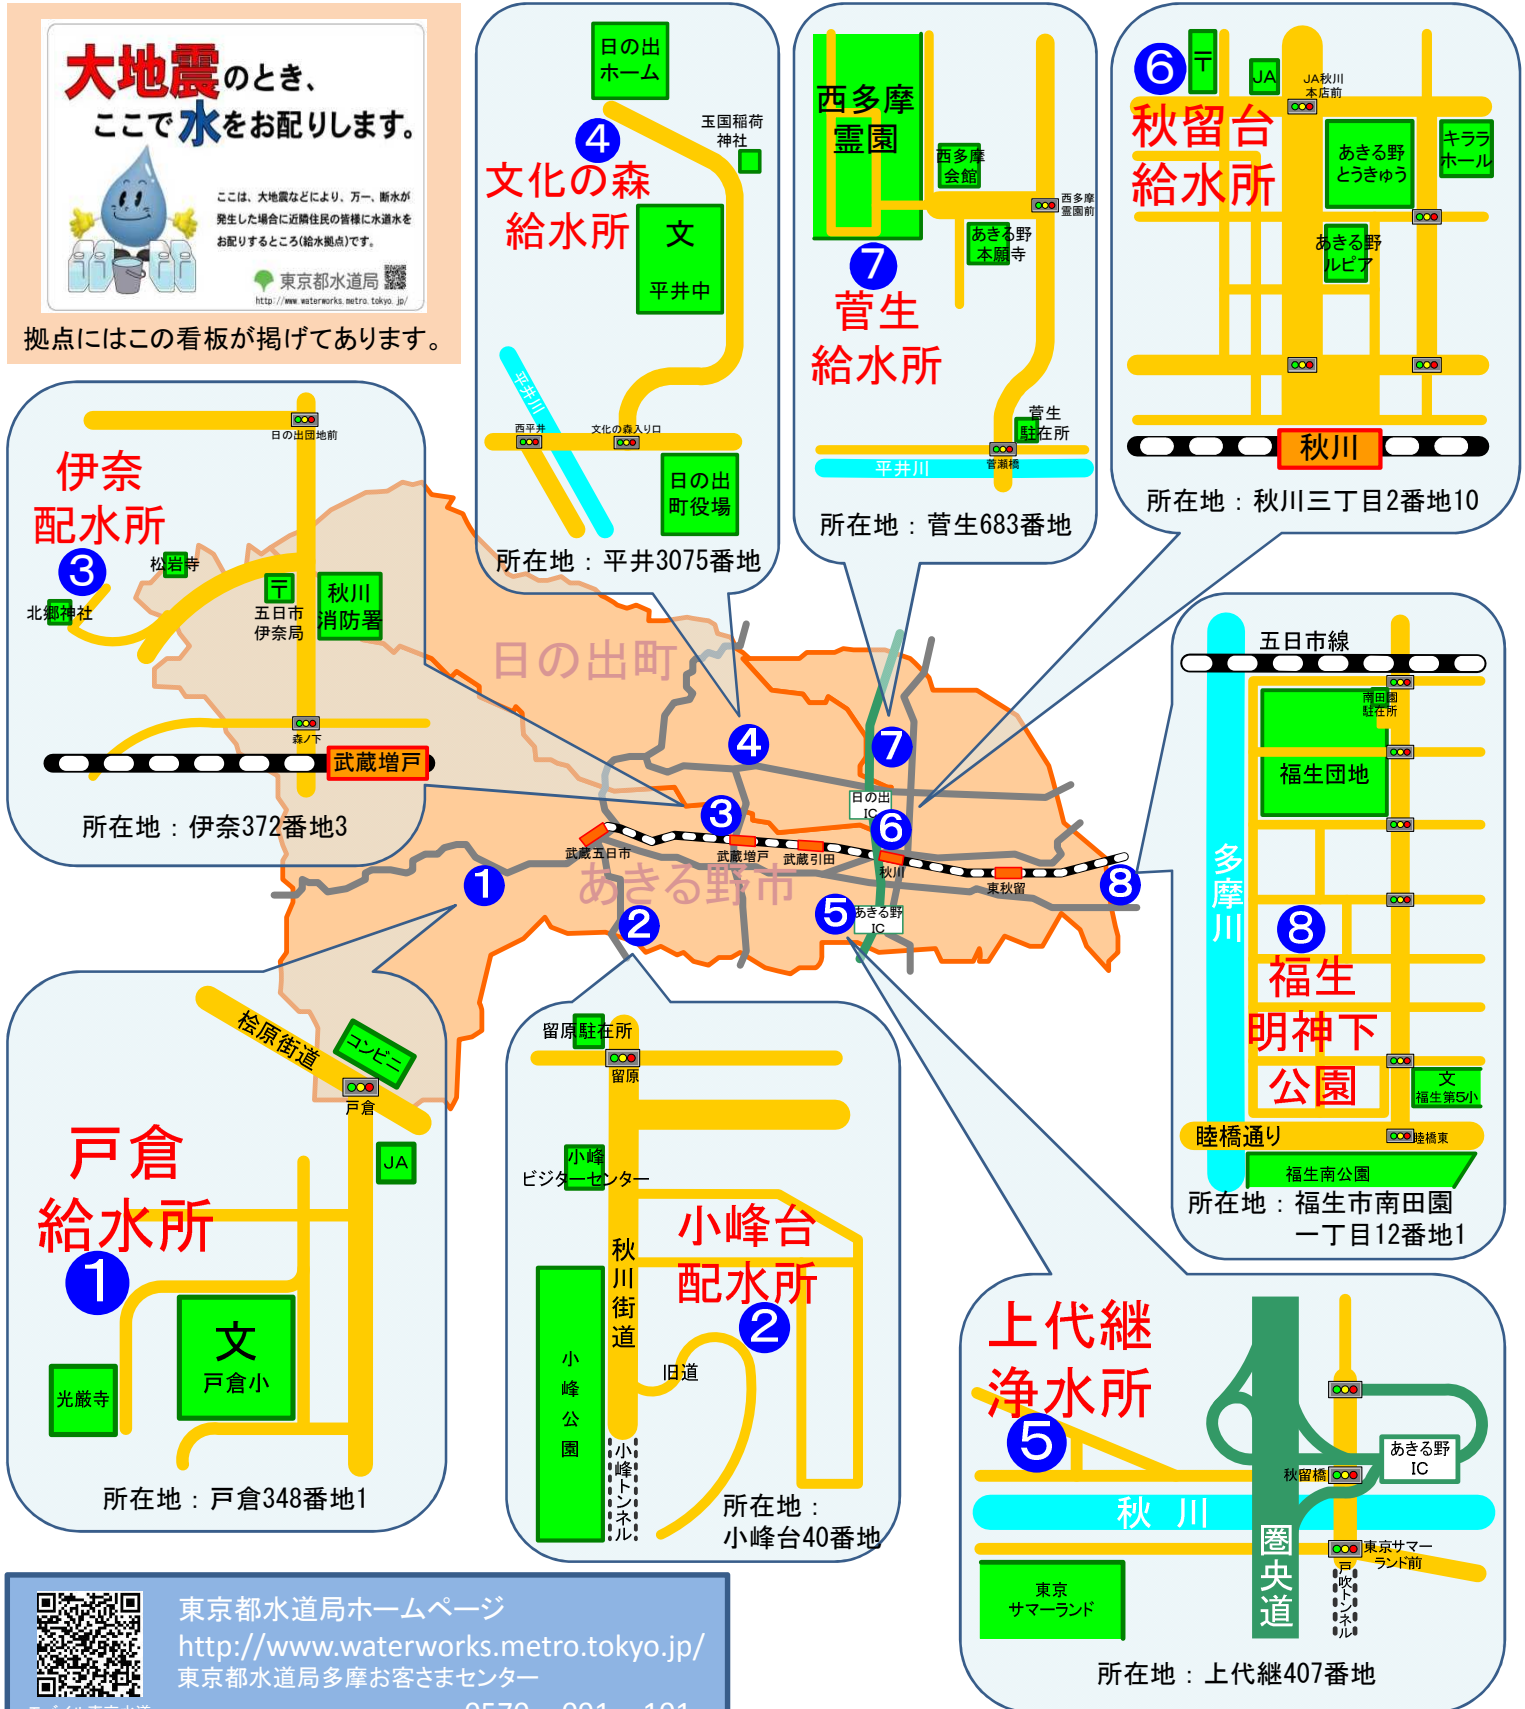 大地震のとき、
ここで水をお配りします。
ここは、大地震などにより、万一、断水が
発生した場合に近隣住民の皆様に水道水を
お配りするところ(給水拠点)です。
東京都水道局
http://www.waterworks.metro.tokyo.jp/
拠点にはこの看板が掲げてあります。
日の出
ホーム
玉国稲荷
神社
④
文化の森
給水所
文
平井中
平井川
西平井
文化の森入り口
日の出
町役場
所在地：平井3075番地
西多摩
霊園
西多摩
会館
西多摩
霊園前
あきる野
本願寺
⑦
菅生
給水所
菅生
駐在所
菅瀬橋
平井川
所在地：菅生683番地
⑥
〒
JA
JA秋川
本店前
秋留台
給水所
あきる野
とうきゅう
キララ
ホール
あきる野
ルピア
秋川
所在地：秋川三丁目2番地10
日の出団地前
伊奈
配水所
③
松岩寺
北郷神社
〒
五日市
伊奈局
秋川
消防署
森ノ下
武蔵増戸
所在地：伊奈372番地3
日の出町
あきる野市
④
⑦
③
⑥
①
②
⑤
⑧
日の出
IC
あきる野
IC
武蔵五日市
武蔵増戸
武蔵引田
秋川
東秋留
五日市線
南田園
駐在所
福生団地
多摩川
⑧
福生
明神下
公園
文
福生第5小
睦橋通り
睦橋東
福生南公園
所在地：福生市南田園
一丁目12番地1
桧原街道
コンビニ
戸倉
JA
戸倉
給水所
①
文
戸倉小
光厳寺
所在地：戸倉348番地1
留原駐在所
留原
小峰
ビジターセンター
小峰台
配水所
②
秋川街道
旧道
小峰公園
小峰トンネル
所在地：
小峰台40番地
上代継
浄水所
⑤
あきる野
IC
秋留橋
秋川
圏央道
東京サマー
ランド前
戸吹トンネル
東京
サマーランド
所在地：上代継407番地
東京都水道局ホームページ
http://www.waterworks.metro.tokyo.jp/
東京都水道局多摩お客さまセンター